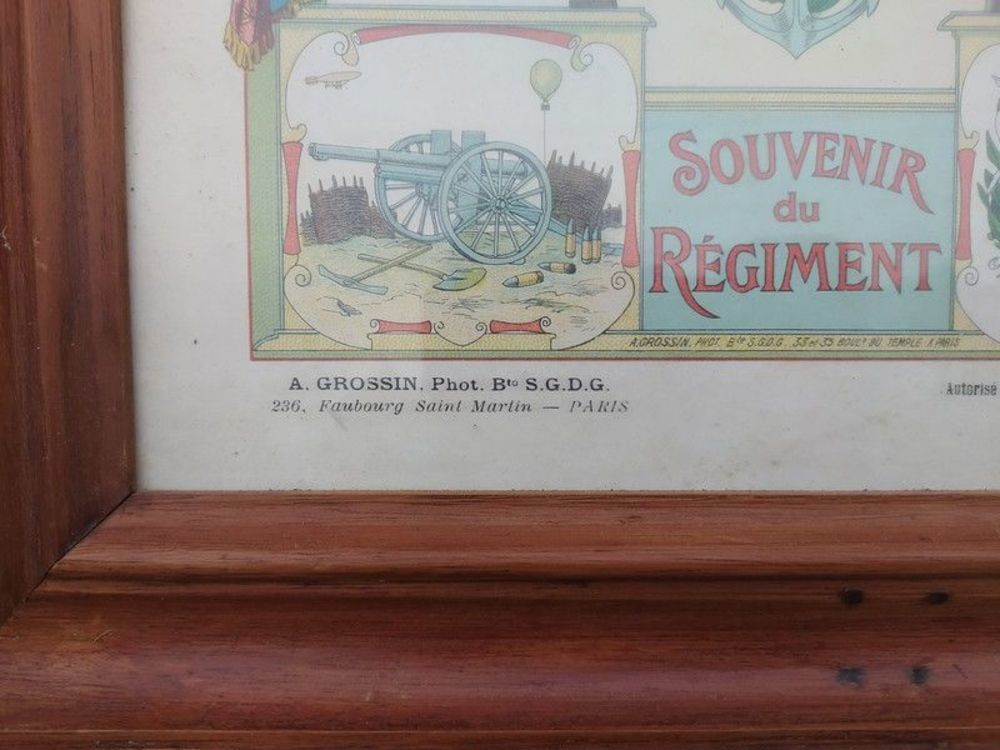 SOUVENIR
du
RÉGIMENT
A. GROSSIN, PHOT. Bte S.G.D.G. 33 et 35 BOULd DU TEMPLE A PARIS
A. GROSSIN, Phot. Bto S.G.D.G.
236, Faubourg Saint Martin — PARIS
Autorisé